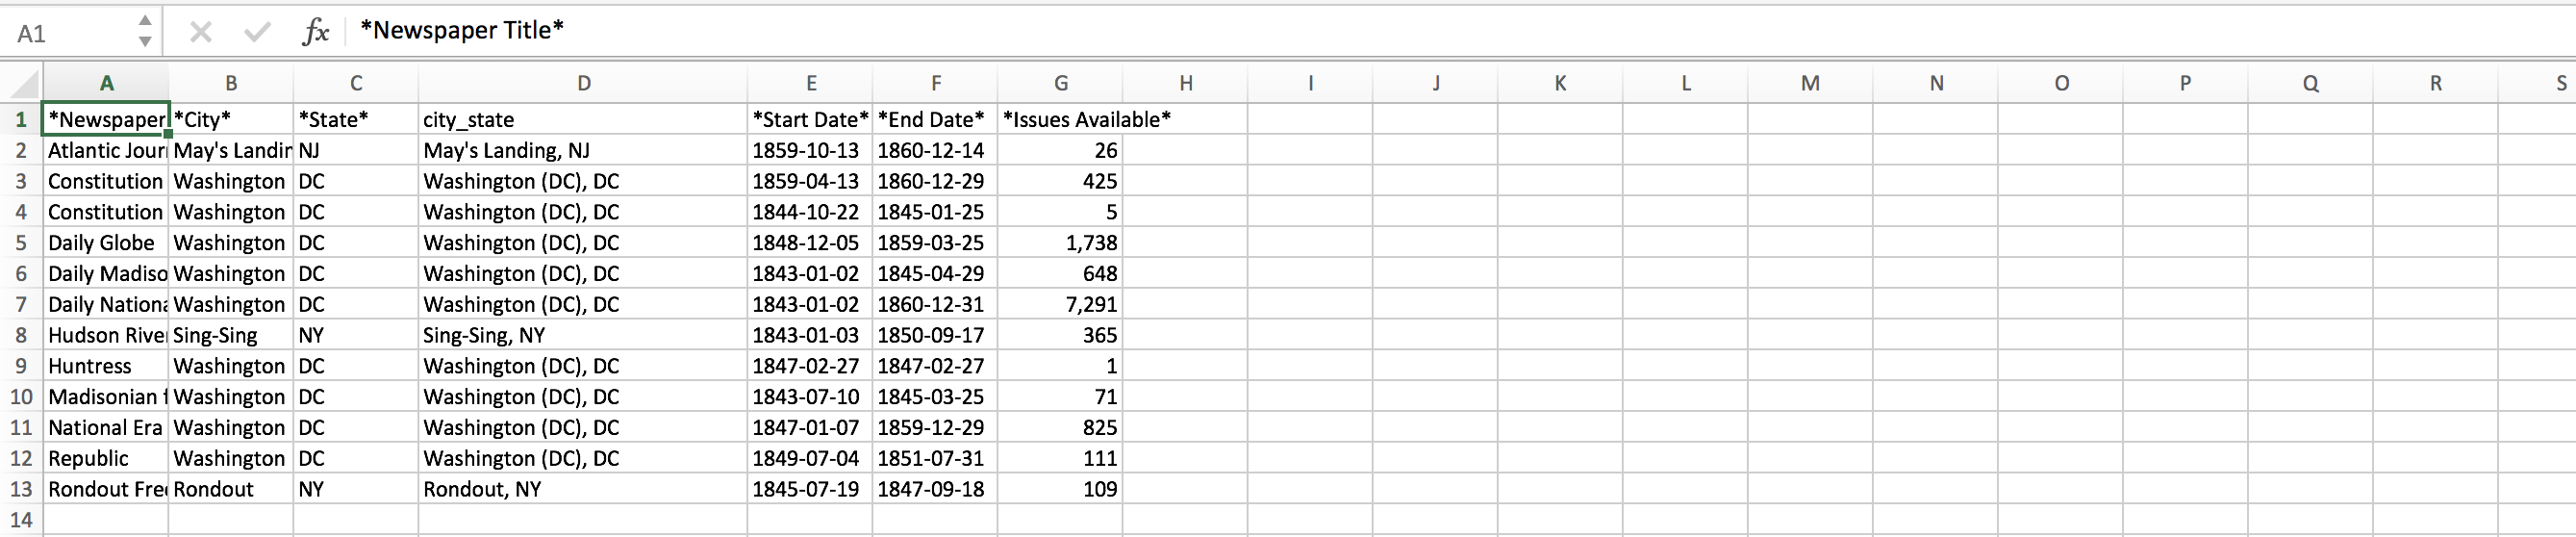 A1 fx *Newspaper Title*
A B C D E F G H I J K L M N O P Q R S
1 *Newspaper *City* *State* city_state *Start Date* *End Date* *Issues Available*
2 Atlantic Jour May's Landin NJ May's Landing, NJ 1859-10-13 1860-12-14 26
3 Constitution Washington DC Washington (DC), DC 1859-04-13 1860-12-29 425
4 Constitution Washington DC Washington (DC), DC 1844-10-22 1845-01-25 5
5 Daily Globe Washington DC Washington (DC), DC 1848-12-05 1859-03-25 1,738
6 Daily Madiso Washington DC Washington (DC), DC 1843-01-02 1845-04-29 648
7 Daily Nationa Washington DC Washington (DC), DC 1843-01-02 1860-12-31 7,291
8 Hudson Rive Sing-Sing NY Sing-Sing, NY 1843-01-03 1850-09-17 365
9 Huntress Washington DC Washington (DC), DC 1847-02-27 1847-02-27 1
10 Madisonian f Washington DC Washington (DC), DC 1843-07-10 1845-03-25 71
11 National Era Washington DC Washington (DC), DC 1847-01-07 1859-12-29 825
12 Republic Washington DC Washington (DC), DC 1849-07-04 1851-07-31 111
13 Rondout Fre Rondout NY Rondout, NY 1845-07-19 1847-09-18 109
14